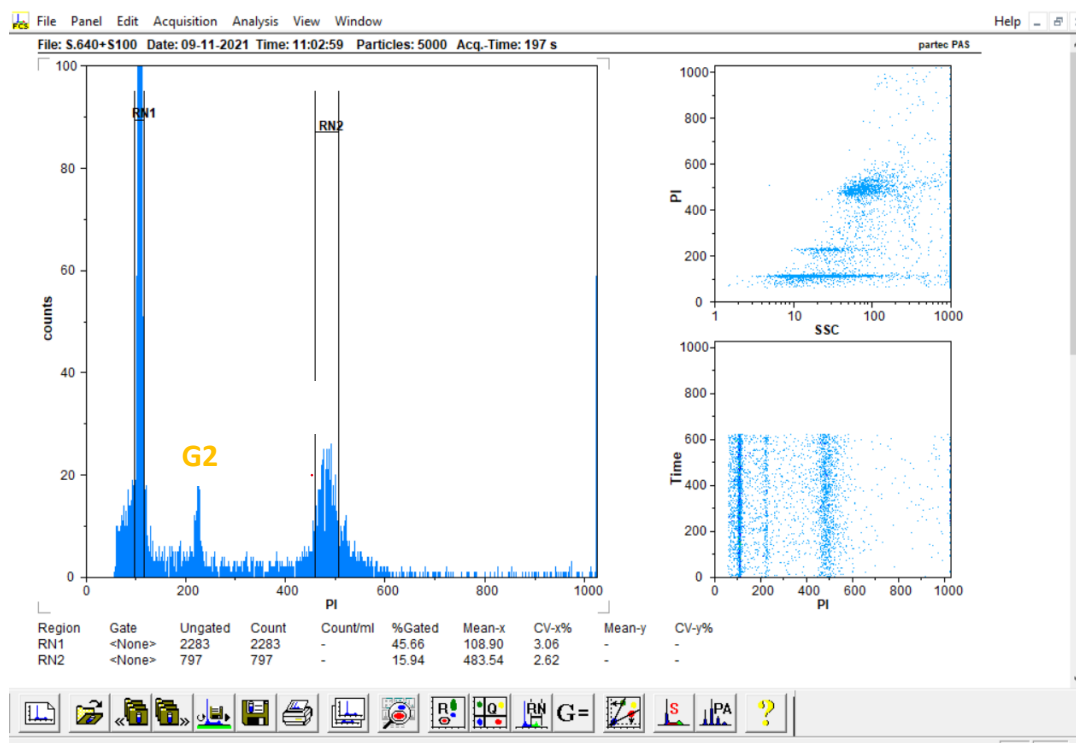 FCS File Panel Edit Acquisition Analysis View Window Help
File: S.640+S100 Date: 09-11-2021 Time: 11:02:59 Particles: 5000 Acq.-Time: 197 s partec PAS
100
80
60
40
20
0
counts
RN1
RN2
G2
0 200 400 600 800 1000
PI
1000
800
600
400
200
0
PI
1 10 100 1000
SSC
1000
800
600
400
200
0
Time
0 200 400 600 800 1000
PI
Region Gate Ungated Count Count/ml %Gated Mean-x CV-x% Mean-y CV-y%
RN1 <None> 2283 2283 - 45.66 108.90 3.06 - -
RN2 <None> 797 797 - 15.94 483.54 2.62 - -
R Q RN G= S PA ?